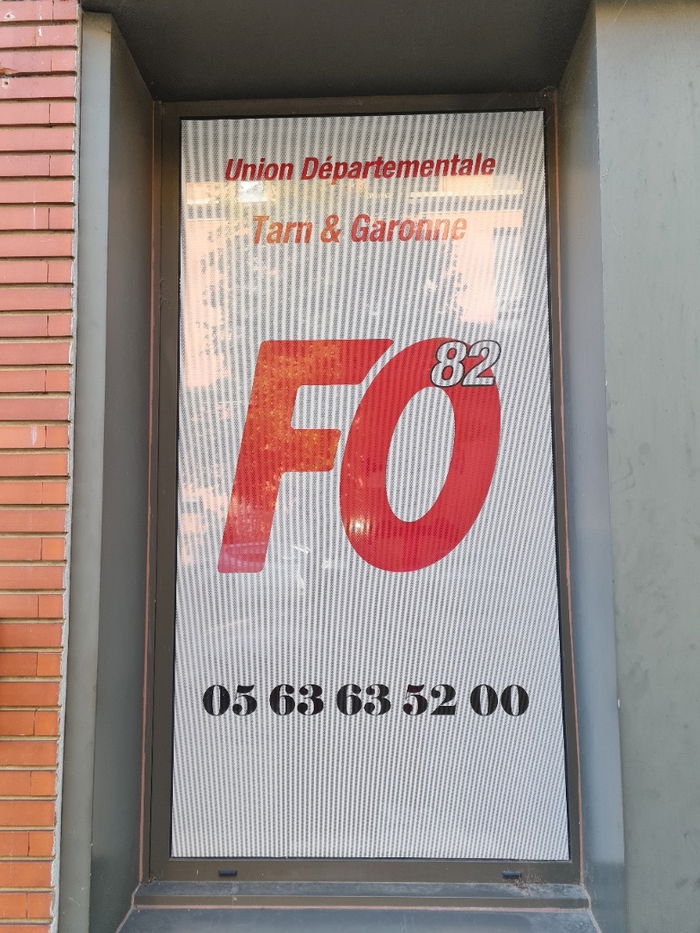 Union Départementale
Tarn & Garonne
FO 82
05 63 63 52 00